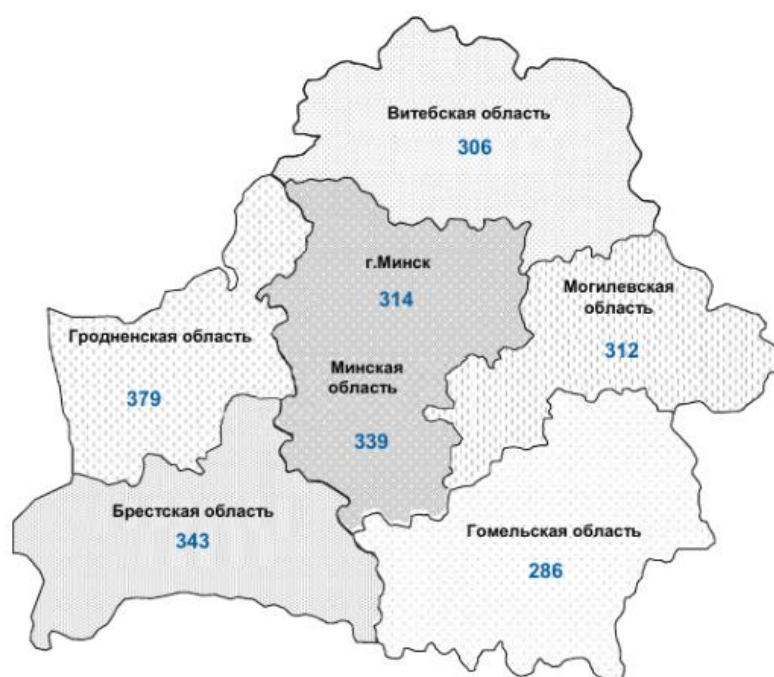 Витебская область
306
г.Минск
314
Могилевская
область
312
Гродненская область
379
Минская
область
339
Брестская область
343
Гомельская область
286